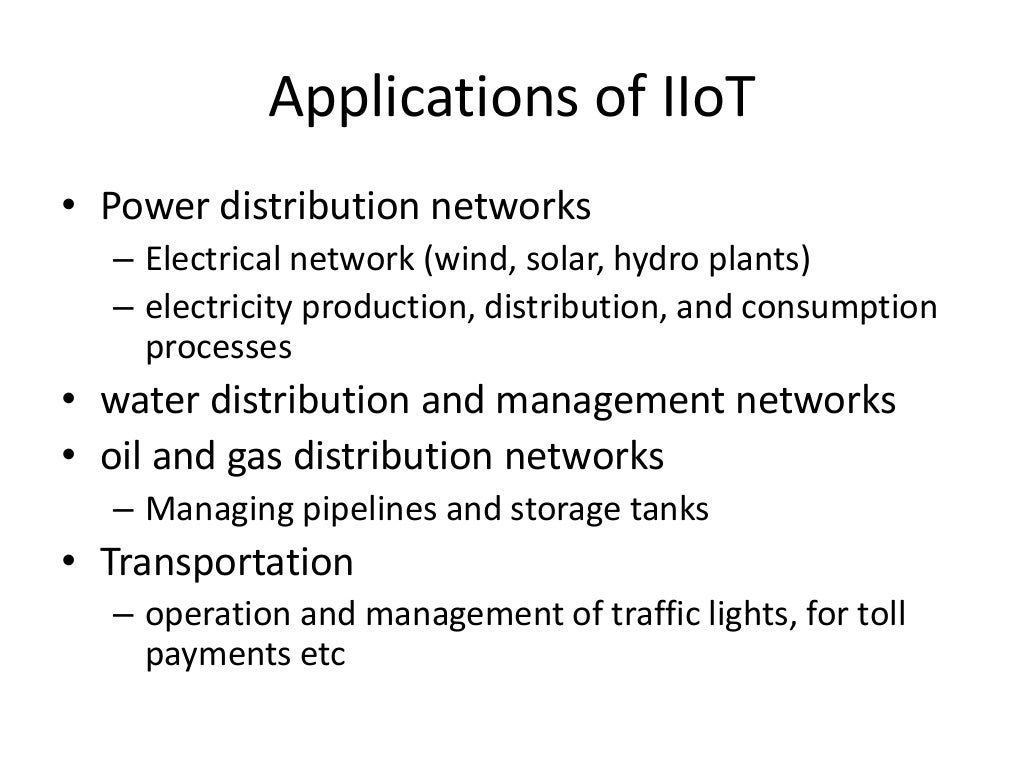 Applications of IIoT
• Power distribution networks
– Electrical network (wind, solar, hydro plants)
– electricity production, distribution, and consumption
processes
• water distribution and management networks
• oil and gas distribution networks
– Managing pipelines and storage tanks
• Transportation
– operation and management of traffic lights, for toll
payments etc